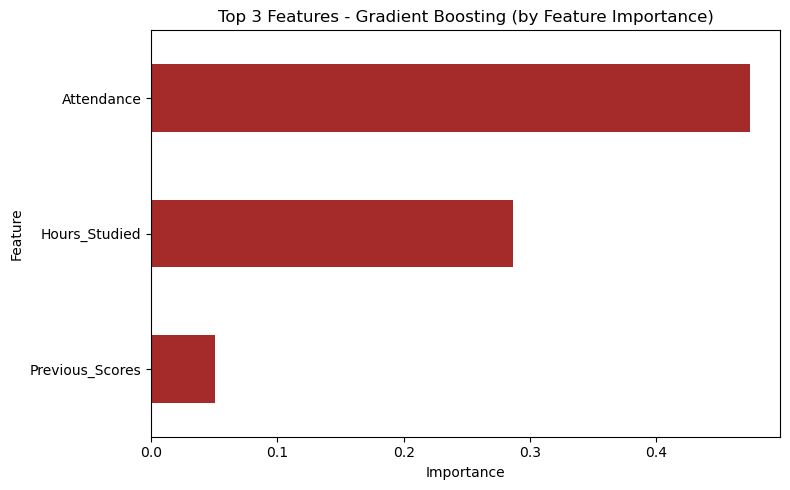 Top 3 Features - Gradient Boosting (by Feature Importance)
Attendance
Hours_Studied
Previous_Scores
Feature
0.0 0.1 0.2 0.3 0.4
Importance